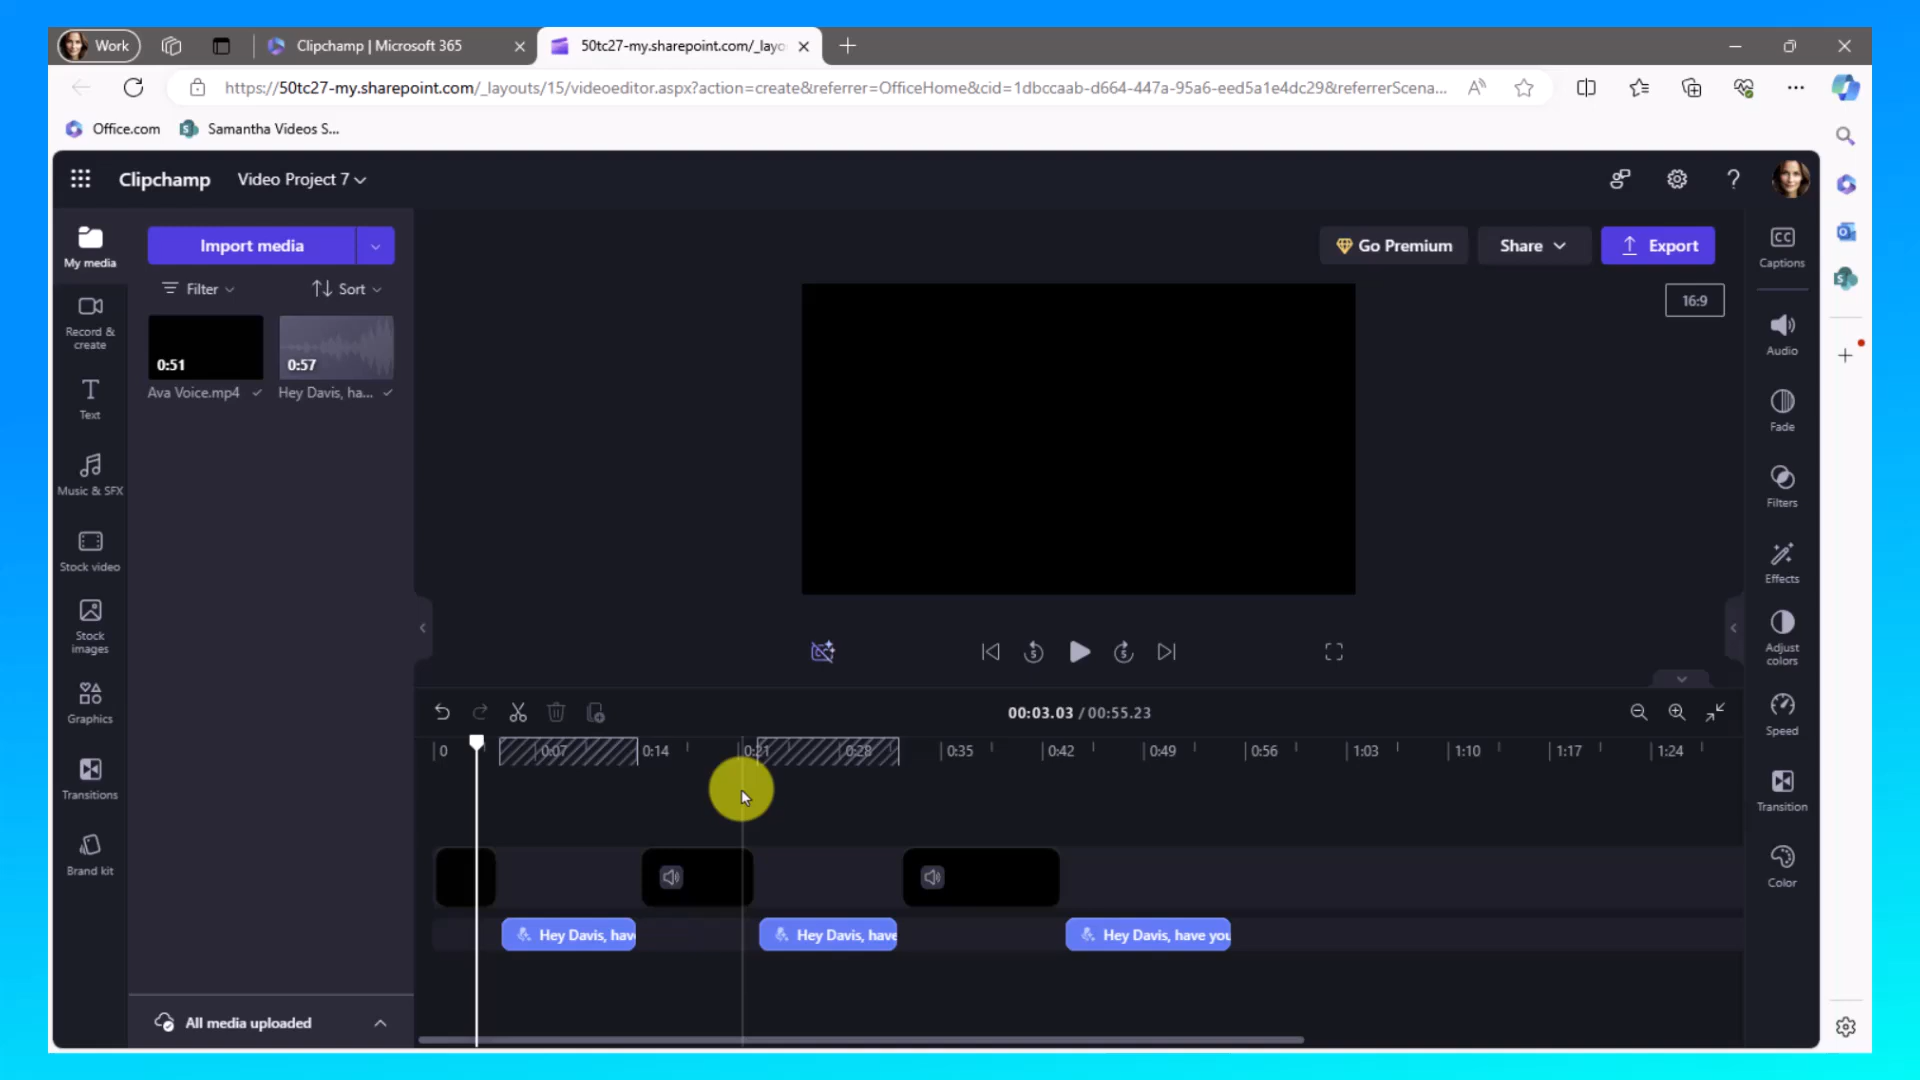 Work
Clipchamp | Microsoft 365
50tc27-my.sharepoint.com/_layo
https://50tc27-my.sharepoint.com/_layouts/15/videoeditor.aspx?action=create&referrer=OfficeHome&cid=1dbccaab-d664-447a-95a6-eed5a1e4dc29&referrerScena...
Office.com
Samantha Videos S...
Clipchamp
Video Project 7
My media
Import media
Go Premium
Share
Export
Captions
Filter
Sort
16:9
Record &
create
0:51
0:57
Audio
Ava Voice.mp4
Hey Davis, ha...
Text
Fade
Music & SFX
Filters
Stock video
Effects
Stock
images
Adjust
colors
5
5
Graphics
00:03.03 / 00:55.23
Speed
0
0:07
0:14
0:21
0:28
0:35
0:42
0:49
0:56
1:03
1:10
1:17
1:24
Transitions
Transition
Brand kit
Color
Hey Davis, hav
Hey Davis, have
Hey Davis, have you
All media uploaded